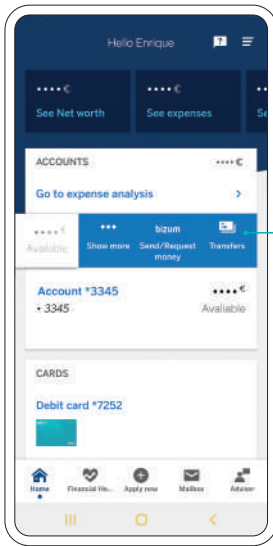 Hello Enrique
?
•••• €
•••• €
••
See Net worth
See expenses
Se
ACCOUNTS
•••• €
Go to expense analysis
>
•••• €
•••
bizum
Available
Show more
Send/Request
money
Transfers
Account *3345
•••• €
• 3345
Available
CARDS
Debit card *7252
Home
Financial He...
Apply now
Mailbox
Adviser